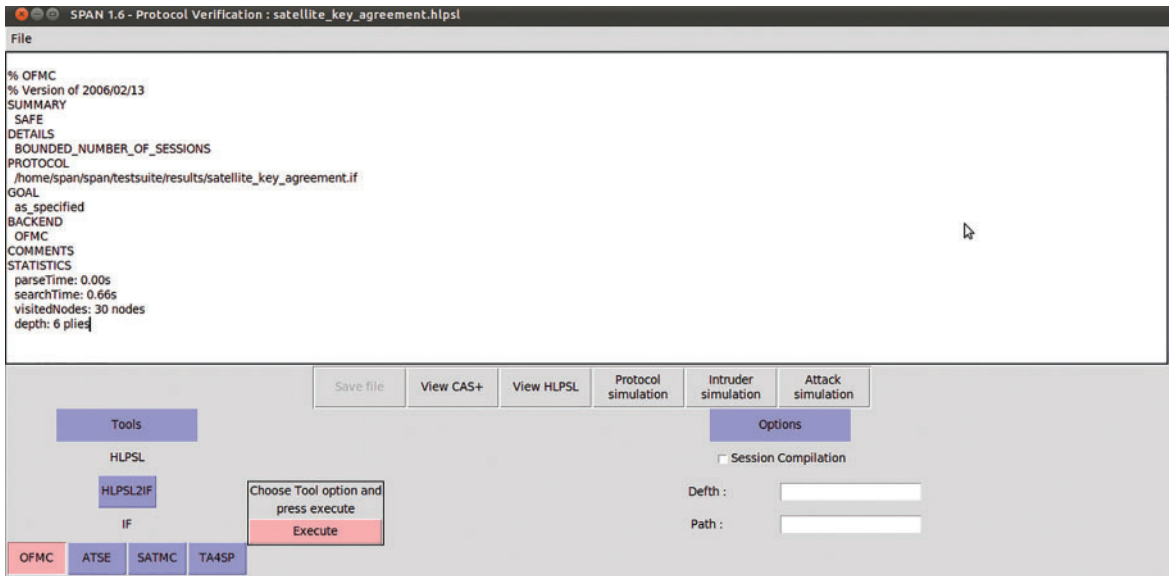 SPAN 1.6 - Protocol Verification : satellite_key_agreement.hlpsl
File
% OFMC
% Version of 2006/02/13
SUMMARY
SAFE
DETAILS
BOUNDED_NUMBER_OF_SESSIONS
PROTOCOL
/home/span/span/testsuite/results/satellite_key_agreement.if
GOAL
as_specified
BACKEND
OFMC
COMMENTS
STATISTICS
parseTime: 0.00s
searchTime: 0.66s
visitedNodes: 30 nodes
depth: 6 plies
Save file
View CAS+
View HLPSL
Protocol
simulation
Intruder
simulation
Attack
simulation
Tools
Options
HLPSL
Session Compilation
HLPSL2IF
Choose Tool option and
press execute
Defth :
IF
Execute
Path :
OFMC
ATSE
SATMC
TA4SP